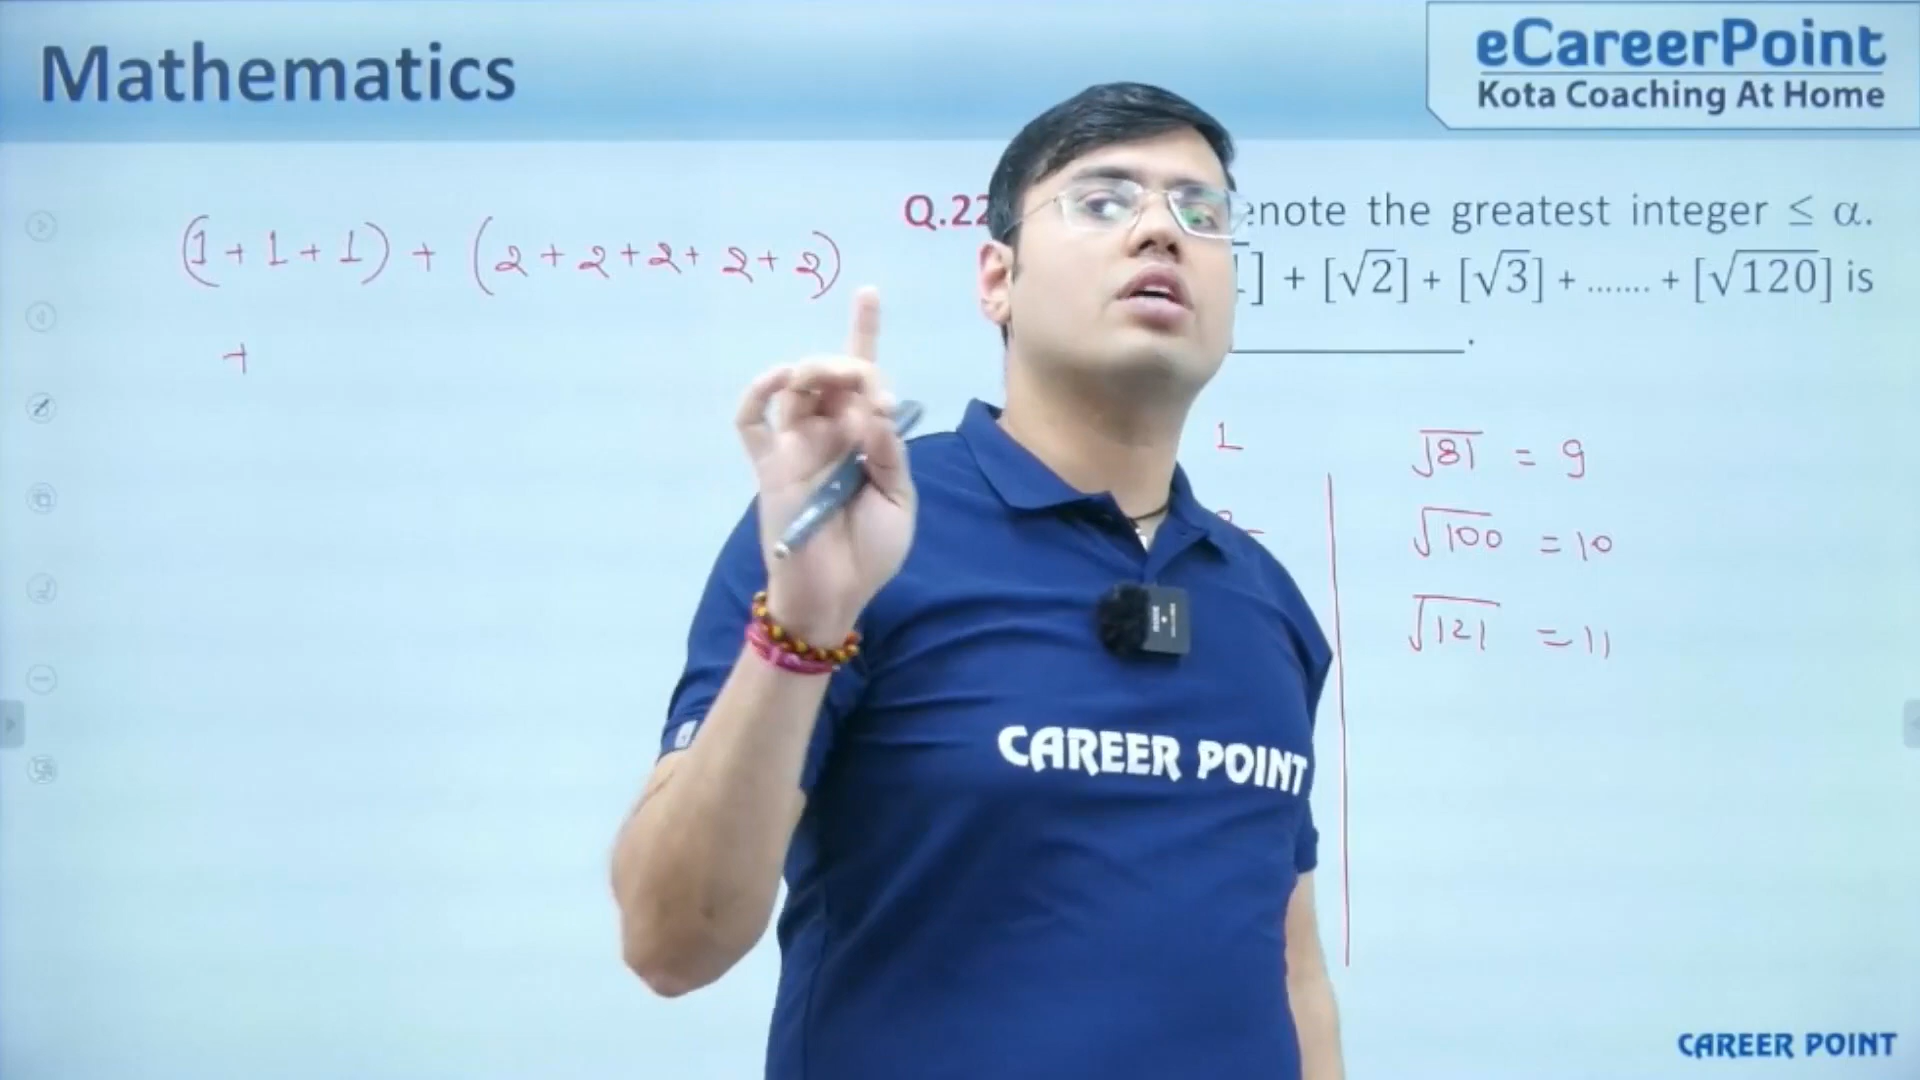 Mathematics
eCareerPoint
Kota Coaching At Home
(1+1+1) + (2+2+2+2+2)
+
Q.22 enote the greatest integer ≤ α.
] + [√2] + [√3] + ....... + [√120] is
.
1
√81 = 9
√100 = 10
√121 = 11
CAREER POINT
CAREER POINT